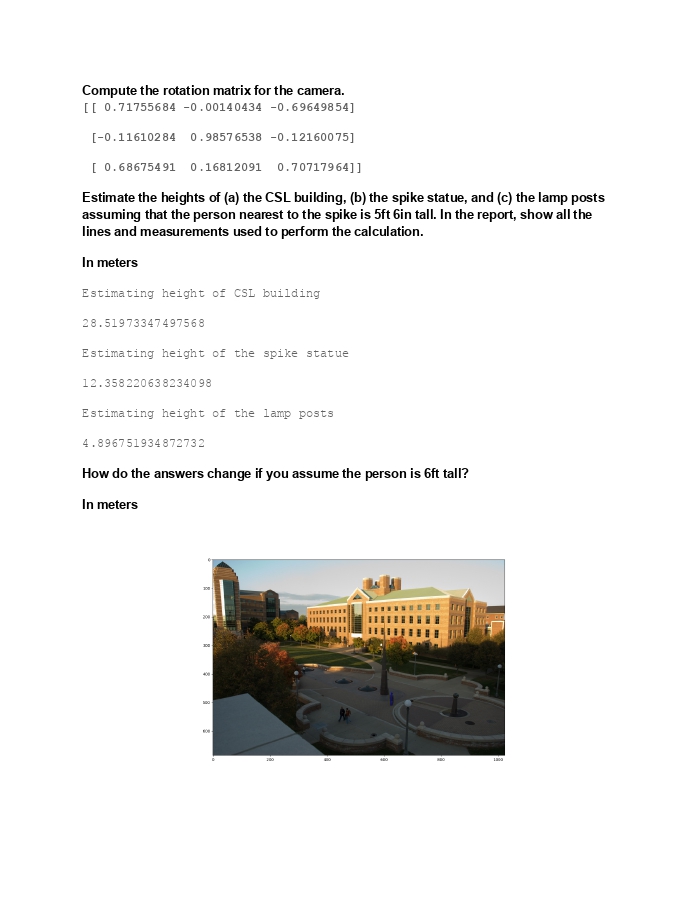 Compute the rotation matrix for the camera.
[[ 0.71755684 -0.00140434 -0.69649854]
[-0.11610284 0.98576538 -0.12160075]
[ 0.68675491 0.16812091 0.70717964]]
Estimate the heights of (a) the CSL building, (b) the spike statue, and (c) the lamp posts
assuming that the person nearest to the spike is 5ft 6in tall. In the report, show all the
lines and measurements used to perform the calculation.
In meters
Estimating height of CSL building
28.51973347497568
Estimating height of the spike statue
12.358220638234098
Estimating height of the lamp posts
4.896751934872732
How do the answers change if you assume the person is 6ft tall?
In meters
0
100
200
300
400
500
600
0 200 400 600 800 1000